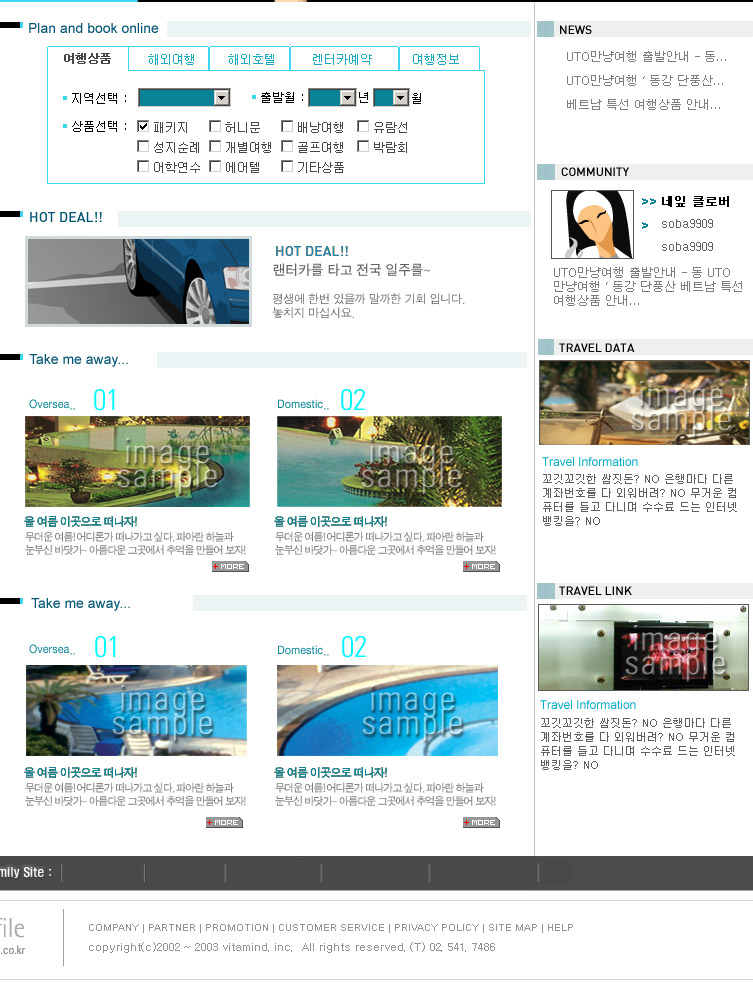 Plan and book online
여행상품
해외여행
해외호텔
렌터카예약
여행정보
지역선택 :
출발월 : 년 월
상품선택 : 패키지 허니문 배낭여행 유람선
성지순례 개별여행 골프여행 박람회
어학연수 에어텔 기타상품
HOT DEAL!!
HOT DEAL!!
랜터카를 타고 전국 일주를~
평생에 한번 있을까 말까한 기회 입니다.
놓치지 마십시요.
Take me away...
Oversea.. 01
Domestic.. 02
image sample
image sample
올 여름 이곳으로 떠나자!
무더운 여름!어디론가 떠나가고 싶다. 파아란 하늘과
눈부신 바닷가~ 아름다운 그곳에서 추억을 만들어 보자!
+MORE
올 여름 이곳으로 떠나자!
무더운 여름!어디론가 떠나가고 싶다. 파아란 하늘과
눈부신 바닷가~ 아름다운 그곳에서 추억을 만들어 보자!
+MORE
Take me away...
Oversea.. 01
Domestic.. 02
image sample
image sample
올 여름 이곳으로 떠나자!
무더운 여름!어디론가 떠나가고 싶다. 파아란 하늘과
눈부신 바닷가~ 아름다운 그곳에서 추억을 만들어 보자!
+MORE
올 여름 이곳으로 떠나자!
무더운 여름!어디론가 떠나가고 싶다. 파아란 하늘과
눈부신 바닷가~ 아름다운 그곳에서 추억을 만들어 보자!
+MORE
NEWS
UTO만냥여행 출발안내 - 동...
UTO만냥여행 ‘ 동강 단풍산...
베트남 특선 여행상품 안내...
COMMUNITY
>> 네잎 클로버
> soba9909
soba9909
UTO만냥여행 출발안내 - 동 UTO
만냥여행 ‘ 동강 단풍산 베트남 특선
여행상품 안내...
TRAVEL DATA
image sample
Travel Information
꼬깃꼬깃한 쌈짓돈? NO 은행마다 다른
계좌번호를 다 외워버려? NO 무거운 컴
퓨터를 들고 다니며 수수료 드는 인터넷
뱅킹을? NO
TRAVEL LINK
image sample
Travel Information
꼬깃꼬깃한 쌈짓돈? NO 은행마다 다른
계좌번호를 다 외워버려? NO 무거운 컴
퓨터를 들고 다니며 수수료 드는 인터넷
뱅킹을? NO
mily Site :
file
.co.kr
COMPANY | PARTNER | PROMOTION | CUSTOMER SERVICE | PRIVACY POLICY | SITE MAP | HELP
copyright(c)2002 ~ 2003 vitamind, inc. All rights reserved, (T) 02, 541, 7486